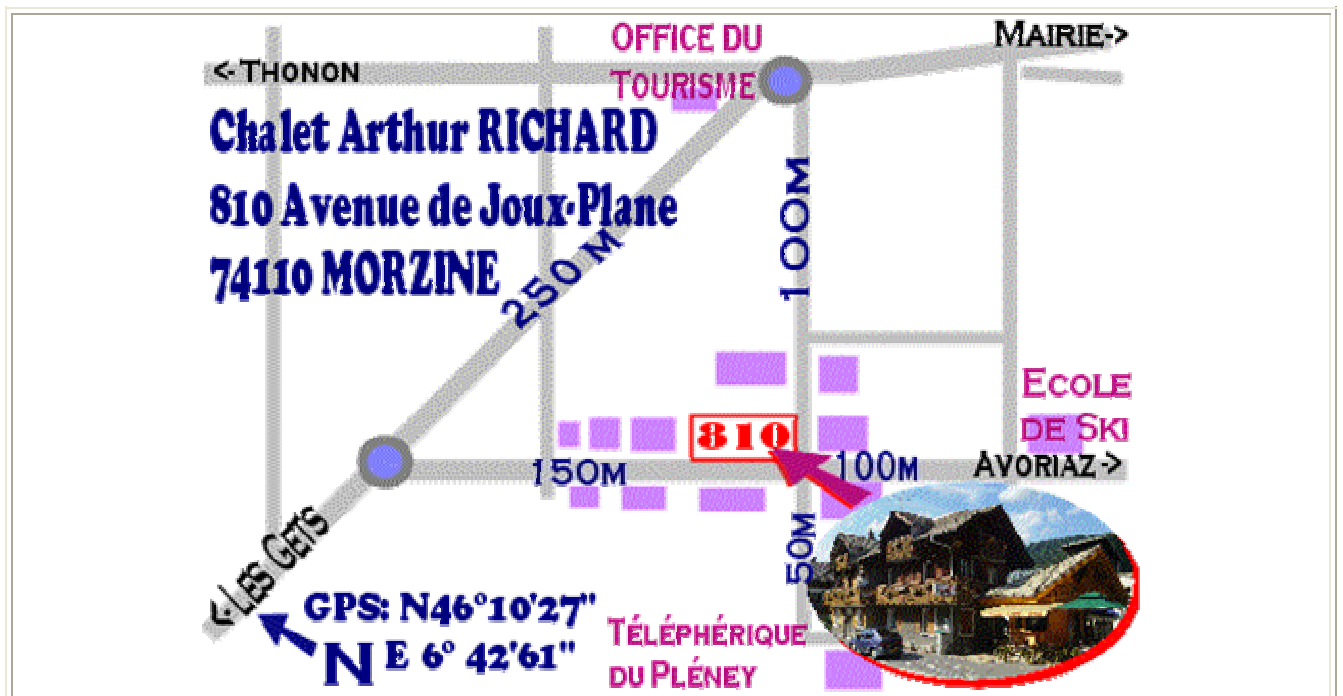 OFFICE DU
TOURISME
MAIRIE->
<- THONON
Chalet Arthur RICHARD
810 Avenue de Joux-Plane
74110 MORZINE
250 M
100M
ECOLE
DE SKI
810
150M
100M
AVORIAZ ->
50M
<- LES GETS
GPS: N46°10'27"
N E 6° 42'61"
TÉLÉPHÉRIQUE
DU PLÉNEY